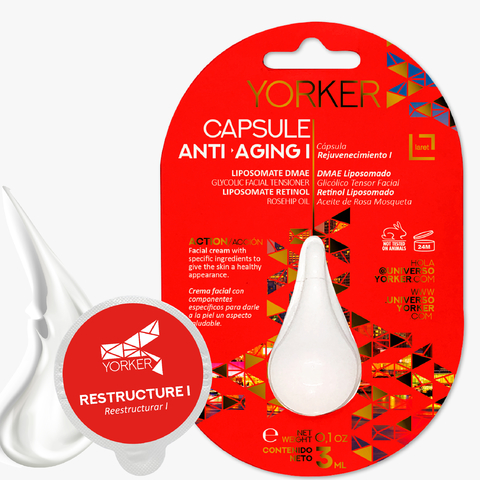 YORKER
CAPSULE
ANTI·AGING I
Cápsula
Rejuvenecimiento I
laret
LIPOSOMATE DMAE
GLYCOLIC FACIAL TENSIONER
LIPOSOMATE RETINOL
ROSEHIP OIL
DMAE Liposomado
Glicólico Tensor Facial
Retinol Liposomado
Aceite de Rosa Mosqueta
ACTION/ACCION
Facial cream with
specific ingredients to
give the skin a healthy
appearance.
Crema facial con
componentes
específicos para darle
a la piel un aspecto
saludable.
NOT TESTED
ON ANIMALS
24M
HOLA
@UNIVERSO
YORKER.COM
WWW
UNIVERSO
YORKER
.COM
YORKER
RESTRUCTURE I
Reestructurar I
e NET
WEIGHT 0,1 oz
CONTENIDO
NETO 3 ML